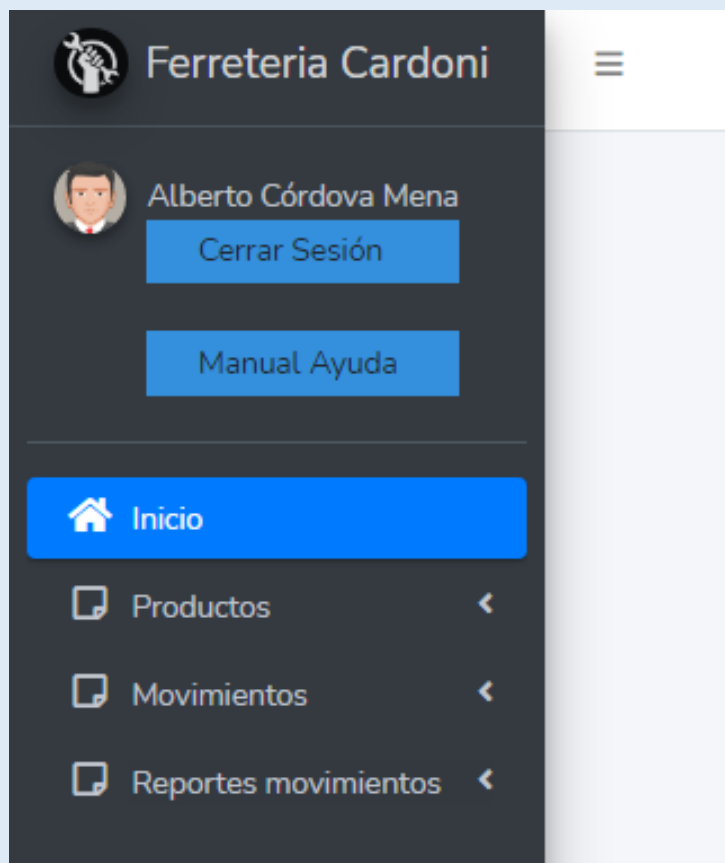 Ferreteria Cardoni
Alberto Córdova Mena
Cerrar Sesión
Manual Ayuda
Inicio
Productos
Movimientos
Reportes movimientos